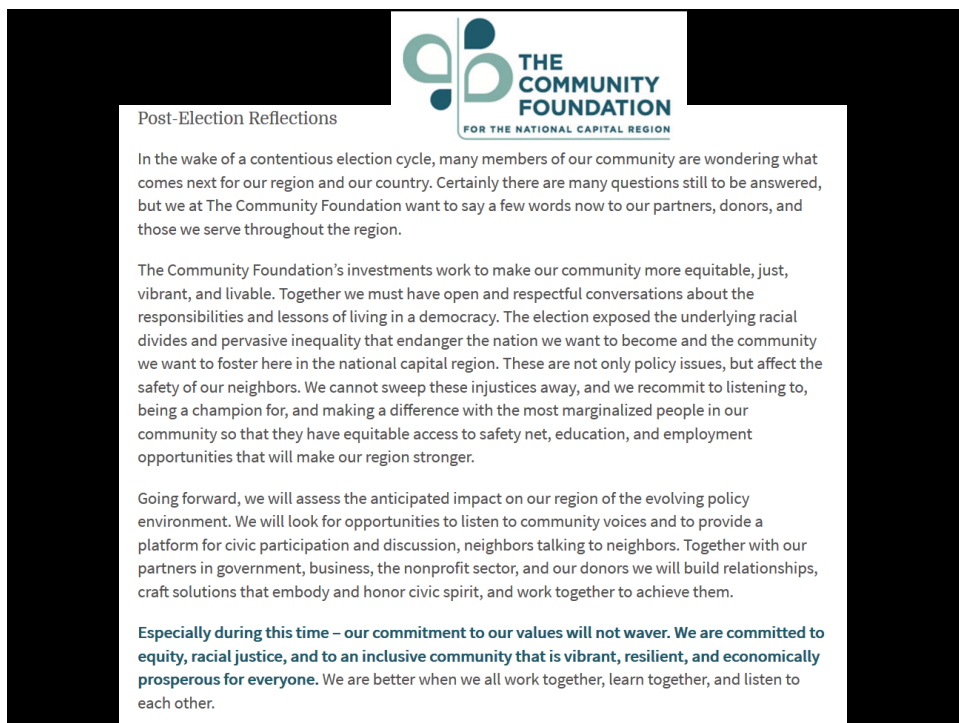 THE
COMMUNITY
FOUNDATION
FOR THE NATIONAL CAPITAL REGION
Post-Election Reflections
In the wake of a contentious election cycle, many members of our community are wondering what
comes next for our region and our country. Certainly there are many questions still to be answered,
but we at The Community Foundation want to say a few words now to our partners, donors, and
those we serve throughout the region.
The Community Foundation’s investments work to make our community more equitable, just,
vibrant, and livable. Together we must have open and respectful conversations about the
responsibilities and lessons of living in a democracy. The election exposed the underlying racial
divides and pervasive inequality that endanger the nation we want to become and the community
we want to foster here in the national capital region. These are not only policy issues, but affect the
safety of our neighbors. We cannot sweep these injustices away, and we recommit to listening to,
being a champion for, and making a difference with the most marginalized people in our
community so that they have equitable access to safety net, education, and employment
opportunities that will make our region stronger.
Going forward, we will assess the anticipated impact on our region of the evolving policy
environment. We will look for opportunities to listen to community voices and to provide a
platform for civic participation and discussion, neighbors talking to neighbors. Together with our
partners in government, business, the nonprofit sector, and our donors we will build relationships,
craft solutions that embody and honor civic spirit, and work together to achieve them.
Especially during this time – our commitment to our values will not waver. We are committed to
equity, racial justice, and to an inclusive community that is vibrant, resilient, and economically
prosperous for everyone. We are better when we all work together, learn together, and listen to
each other.